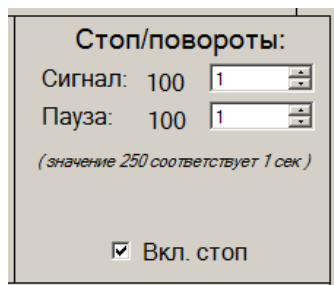 Стоп/повороты:
Сигнал: 100 1
Пауза: 100 1
( значение 250 соответствует 1 сек )
Вкл. стоп